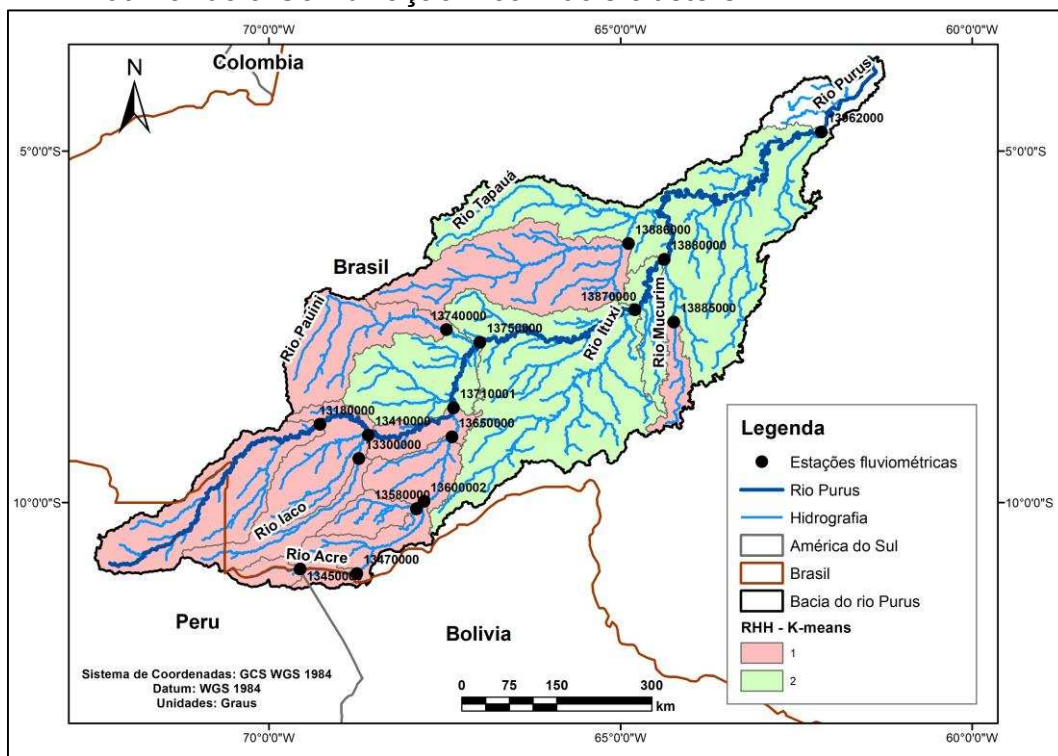 70°0'0"W 65°0'0"W 60°0'0"W
Colombia
N
Rio Purus
13962000
5°0'0"S 5°0'0"S
Rio Tapauá
13886000
13880000
Brasil
13870000
13885000
Rio Pauini
13740000
13750000
Rio Ituxi
Rio Mucurim
13710001
13180000
13410000
13650000
13300000
13600002
13580000
10°0'0"S 10°0'0"S
Rio Iaco
Rio Acre
13470000
13450000
Peru
Bolivia
Legenda
Estações fluviométricas
Rio Purus
Hidrografia
América do Sul
Brasil
Bacia do rio Purus
RHH - K-means
1
2
Sistema de Coordenadas: GCS WGS 1984
Datum: WGS 1984
Unidades: Graus
0 75 150 300
km
70°0'0"W 65°0'0"W 60°0'0"W